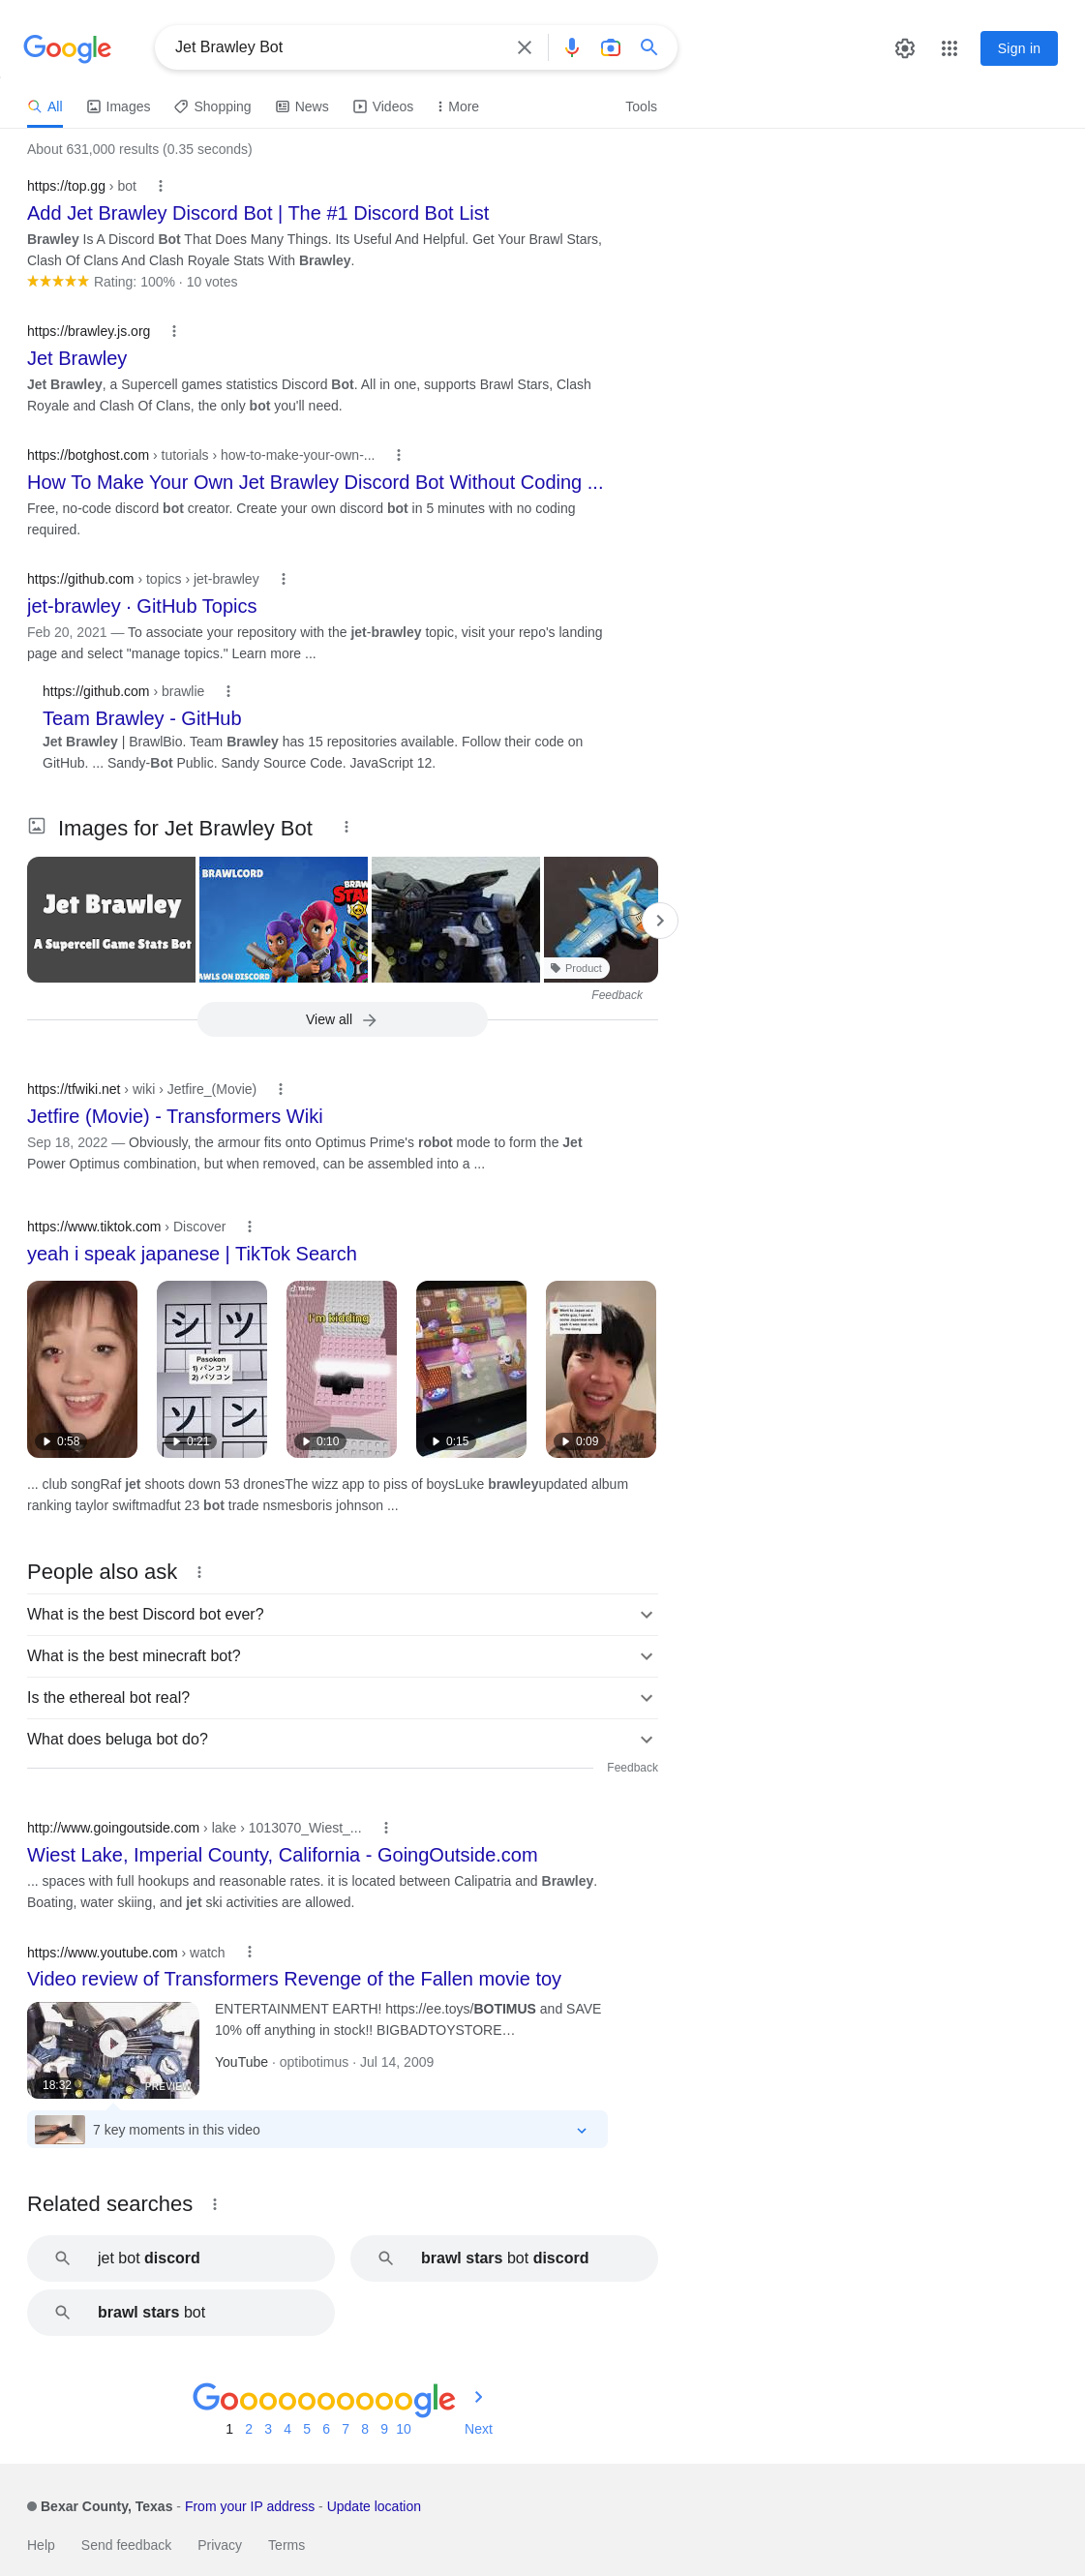 Google
Jet Brawley Bot
Sign in
All
Images
Shopping
News
Videos
More
Tools
About 631,000 results (0.35 seconds)
https://top.gg › bot
Add Jet Brawley Discord Bot | The #1 Discord Bot List
Brawley Is A Discord Bot That Does Many Things. Its Useful And Helpful. Get Your Brawl Stars,
Clash Of Clans And Clash Royale Stats With Brawley.
Rating: 100% · 10 votes
https://brawley.js.org
Jet Brawley
Jet Brawley, a Supercell games statistics Discord Bot. All in one, supports Brawl Stars, Clash
Royale and Clash Of Clans, the only bot you'll need.
https://botghost.com › tutorials › how-to-make-your-own-...
How To Make Your Own Jet Brawley Discord Bot Without Coding ...
Free, no-code discord bot creator. Create your own discord bot in 5 minutes with no coding
required.
https://github.com › topics › jet-brawley
jet-brawley · GitHub Topics
Feb 20, 2021 — To associate your repository with the jet-brawley topic, visit your repo's landing
page and select "manage topics." Learn more ...
https://github.com › brawlie
Team Brawley - GitHub
Jet Brawley | BrawlBio. Team Brawley has 15 repositories available. Follow their code on
GitHub. ... Sandy-Bot Public. Sandy Source Code. JavaScript 12.
Images for Jet Brawley Bot
Jet Brawley
A Supercell Game Stats Bot
BRAWLCORD
BRAW
STA
AWLS ON DISCORD
Product
Feedback
View all
https://tfwiki.net › wiki › Jetfire_(Movie)
Jetfire (Movie) - Transformers Wiki
Sep 18, 2022 — Obviously, the armour fits onto Optimus Prime's robot mode to form the Jet
Power Optimus combination, but when removed, can be assembled into a ...
https://www.tiktok.com › Discover
yeah i speak japanese | TikTok Search
シ ツ
Pasokon
1) パンコソ
2) パソコン
ソ ン
TikTok
I'm kidding
0:58
0:21
0:10
0:15
0:09
... club songRaf jet shoots down 53 dronesThe wizz app to piss of boysLuke brawleyupdated album
ranking taylor swiftmadfut 23 bot trade nsmesboris johnson ...
People also ask
What is the best Discord bot ever?
What is the best minecraft bot?
Is the ethereal bot real?
What does beluga bot do?
Feedback
http://www.goingoutside.com › lake › 1013070_Wiest_...
Wiest Lake, Imperial County, California - GoingOutside.com
... spaces with full hookups and reasonable rates. it is located between Calipatria and Brawley.
Boating, water skiing, and jet ski activities are allowed.
https://www.youtube.com › watch
Video review of Transformers Revenge of the Fallen movie toy
ENTERTAINMENT EARTH! https://ee.toys/BOTIMUS and SAVE
10% off anything in stock!! BIGBADTOYSTORE…
YouTube · optibotimus · Jul 14, 2009
18:32
PREVIEW
7 key moments in this video
Related searches
jet bot discord
brawl stars bot discord
brawl stars bot
Goooooooooogle
1 2 3 4 5 6 7 8 9 10 Next
Bexar County, Texas - From your IP address - Update location
Help Send feedback Privacy Terms